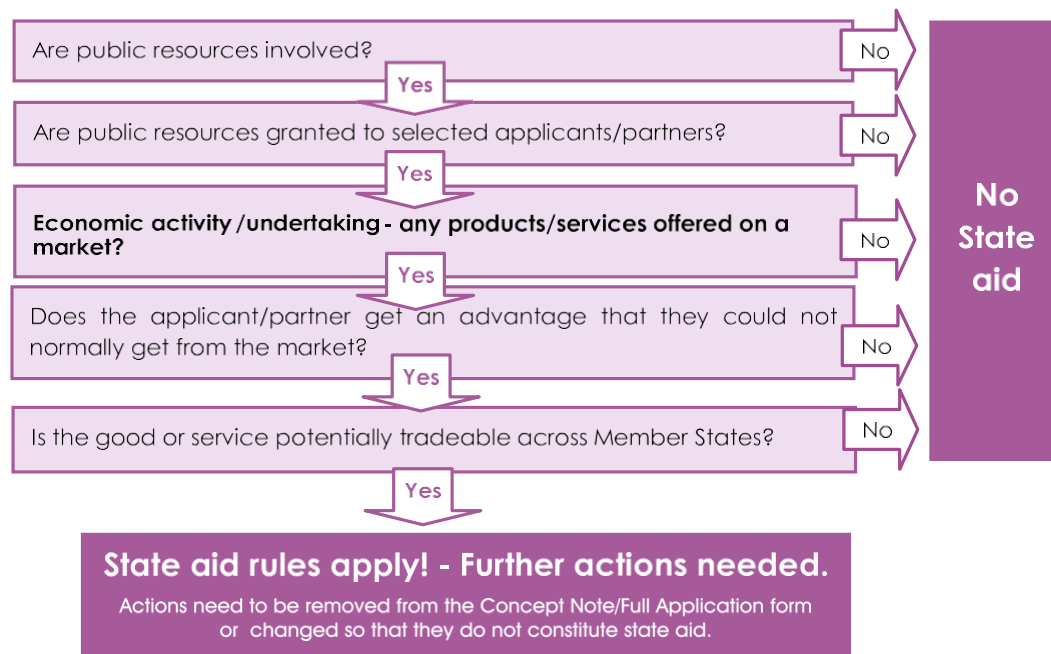 Are public resources involved?
No
Yes
Are public resources granted to selected applicants/partners?
No
Yes
Economic activity /undertaking - any products/services offered on a
market?
No
Yes
Does the applicant/partner get an advantage that they could not
normally get from the market?
No
Yes
Is the good or service potentially tradeable across Member States?
No
Yes
No
State
aid
State aid rules apply! - Further actions needed.
Actions need to be removed from the Concept Note/Full Application form
or changed so that they do not constitute state aid.